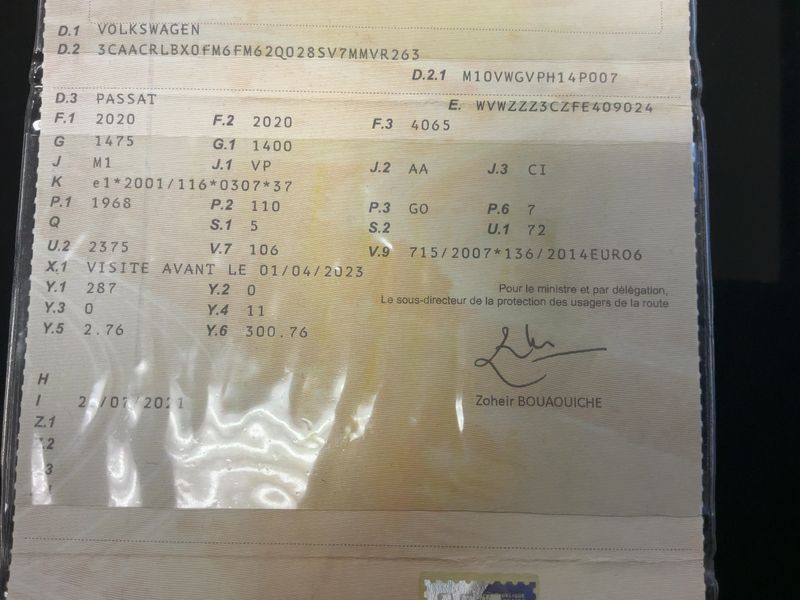 D.1 VOLKSWAGEN
D.2 3CAACRLBX0FM6FM62Q028SV7MMVR263
D.2.1 M10VWGVPH14P007
D.3 PASSAT E. WVWZZZ3CZFE409024
F.1 2020 F.2 2020 F.3 4065
G 1475 G.1 1400
J M1 J.1 VP J.2 AA J.3 CI
K e1*2001/116*0307*37
P.1 1968 P.2 110 P.3 GO P.6 7
Q S.1 5 S.2 U.1 72
U.2 2375 V.7 106 V.9 715/2007*136/2014EURO6
X.1 VISITE AVANT LE 01/04/2023
Y.1 287 Y.2 0
Pour le ministre et par délégation,
Le sous-directeur de la protection des usagers de la route
Y.3 0 Y.4 11
Y.5 2.76 Y.6 300.76
H
I
Zoheir BOUAOUICHE
Z.1